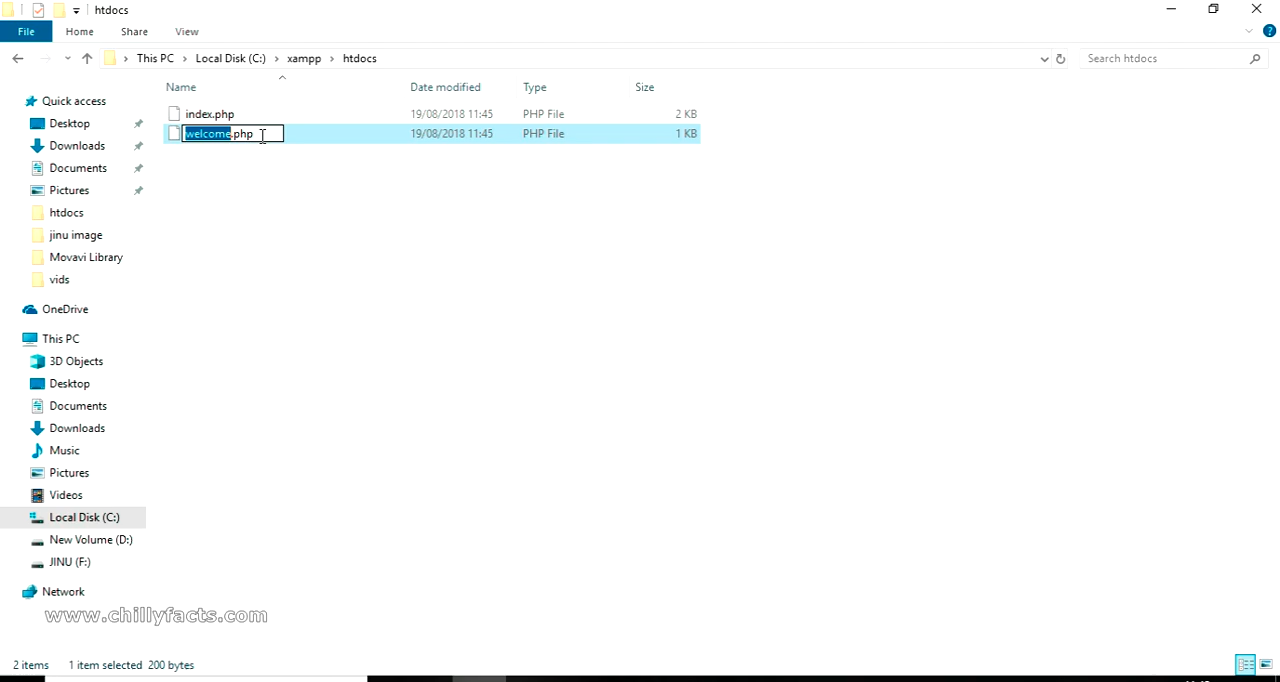 htdocs
File Home Share View
This PC Local Disk (C:) xampp htdocs Search htdocs
Name Date modified Type Size
index.php 19/08/2018 11:45 PHP File 2 KB
welcome.php 19/08/2018 11:45 PHP File 1 KB
Quick access
Desktop
Downloads
Documents
Pictures
htdocs
jinu image
Movavi Library
vids
OneDrive
This PC
3D Objects
Desktop
Documents
Downloads
Music
Pictures
Videos
Local Disk (C:)
New Volume (D:)
JINU (F:)
Network
www.chillyfacts.com
2 items 1 item selected 200 bytes